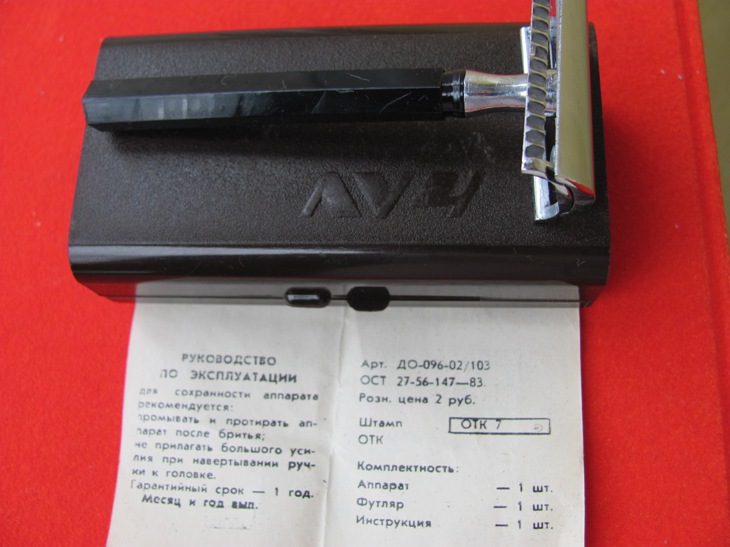 РУКОВОДСТВО
ПО ЭКСПЛУАТАЦИИ
для сохранности аппарата
рекомендуется:
промывать и протирать ап-
парат после бритья;
не прилагать большого уси-
лия при навертывании руч-
ки к головке.
Гарантийный срок — 1 год.
Месяц и год вып.
Арт. ДО-096-02/103
ОСТ 27-56-147—83.
Розн. цена 2 руб.
Штамп ОТК 7
ОТК
Комплектность:
Аппарат — 1 шт.
Футляр — 1 шт.
Инструкция — 1 шт.